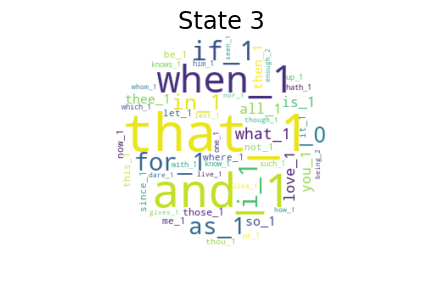 State 3
seen_1
be_1 if_1 then_1 enough_2
knows_1 him_1
whom_1 when_1 up_1
hath_1
thee_1 in_1 nor_1 all_1 is_1
which_1 let_1 lest_1 though_1
that_1 it_1 _0
now_1 one_1 what_1
not_1
for_1 where_1 you_1 being_2
this_1 with_1 know_1 such_1 love_1
dare_1 live_1
and_1 i_1 like_1
since_1
gives_1 those_1 how_1
me_1 as_1 so_1
thou_1 or_1